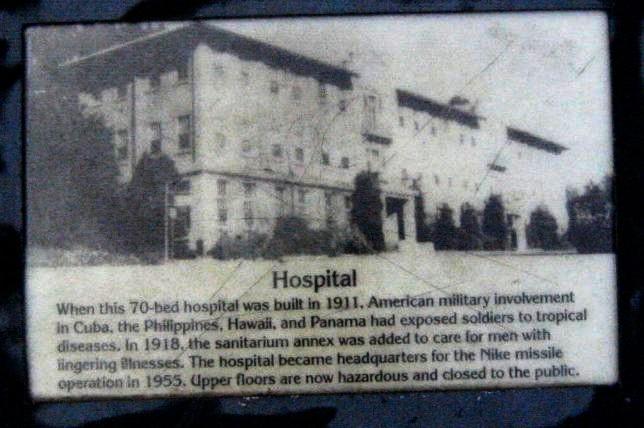 Hospital
When this 70-bed hospital was built in 1911, American military involvement
in Cuba, the Philippines, Hawaii, and Panama had exposed soldiers to tropical
diseases. In 1918, the sanitarium annex was added to care for men with
lingering illnesses. The hospital became headquarters for the Nike missile
operation in 1955. Upper floors are now hazardous and closed to the public.